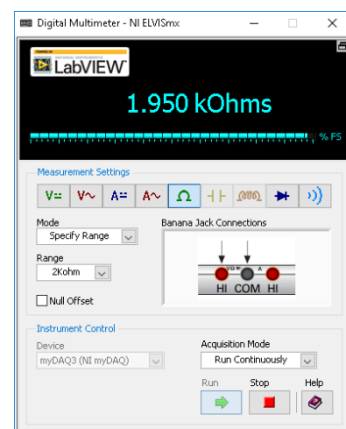 Digital Multimeter - NI ELVISmx
LabVIEW
1.950 kOhms
% FS
Measurement Settings
V= V~ A= A~ Ω
Mode
Banana Jack Connections
Specify Range
Range
2Kohm
HI COM HI
Null Offset
Instrument Control
Device
Acquisition Mode
myDAQ3 (NI myDAQ)
Run Continuously
Run Stop Help